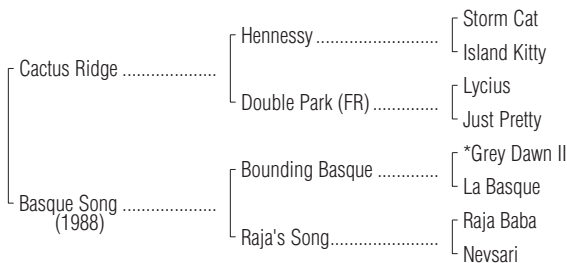 Storm Cat
Hennessy ..........................
Island Kitty
Cactus Ridge ....................
Lycius
Double Park (FR) ..............
Just Pretty
*Grey Dawn II
Bounding Basque .............
La Basque
Basque Song ....................
(1988)
Raja Baba
Raja's Song.......................
Nevsari